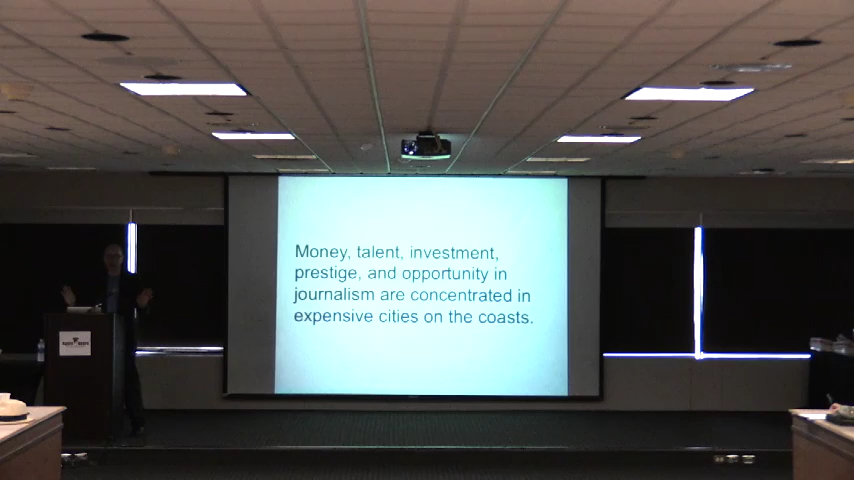 Money, talent, investment,
prestige, and opportunity in
journalism are concentrated in
expensive cities on the coasts.